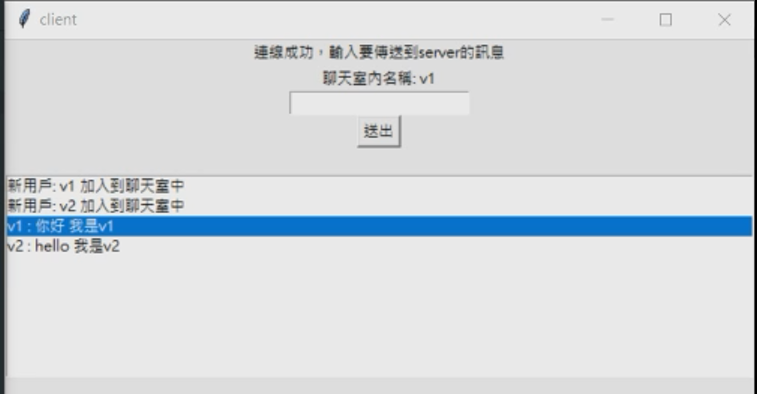 client
連線成功，輸入要傳送到server的訊息
聊天室內名稱: v1
送出
新用戶: v1 加入到聊天室中
新用戶: v2 加入到聊天室中
v1 : 你好 我是v1
v2 : hello 我是v2